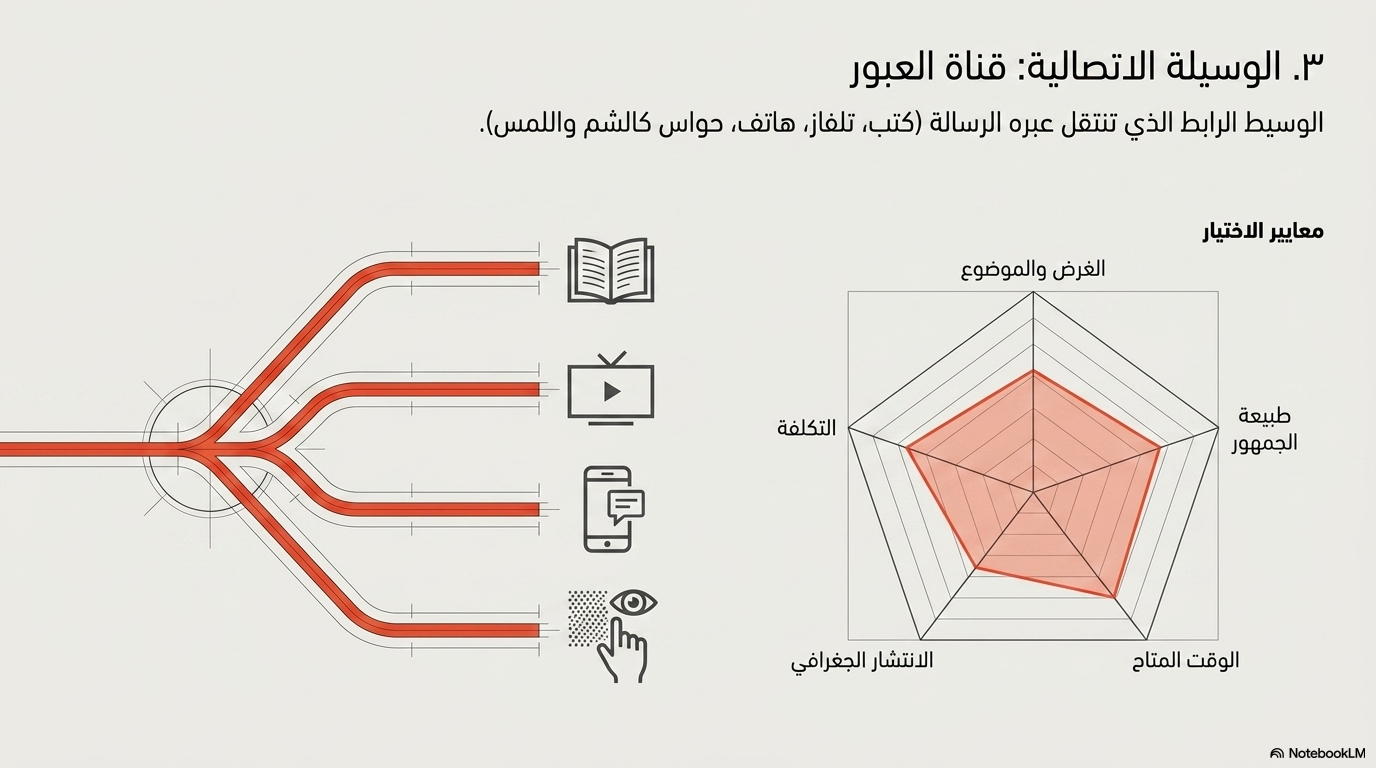 ٣. الوسيلة الاتصالية: قناة العبور
الوسيط الرابط الذي تنتقل عبره الرسالة (كتب، تلفاز، هاتف، حواس كالشم واللمس).
معايير الاختيار
الغرض والموضوع
طبيعة
الجمهور
التكلفة
الوقت المتاح
الانتشار الجغرافي
NotebookLM